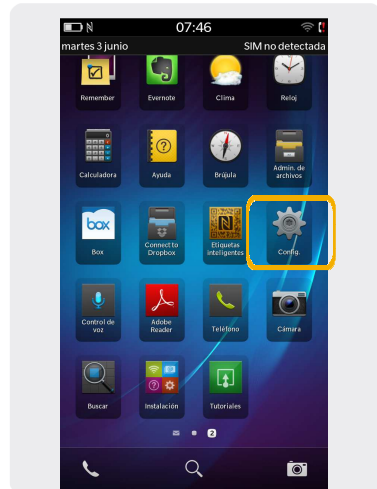 07:46
martes 3 junio SIM no detectada
Remember Evernote Clima Reloj
Calculadora Ayuda Brújula Admin. de
archivos
box
N
Box Connect to
Dropbox Etiquetas
inteligentes Config.
Control de
voz Adobe
Reader Teléfono Cámara
Buscar Instalación Tutoriales
2